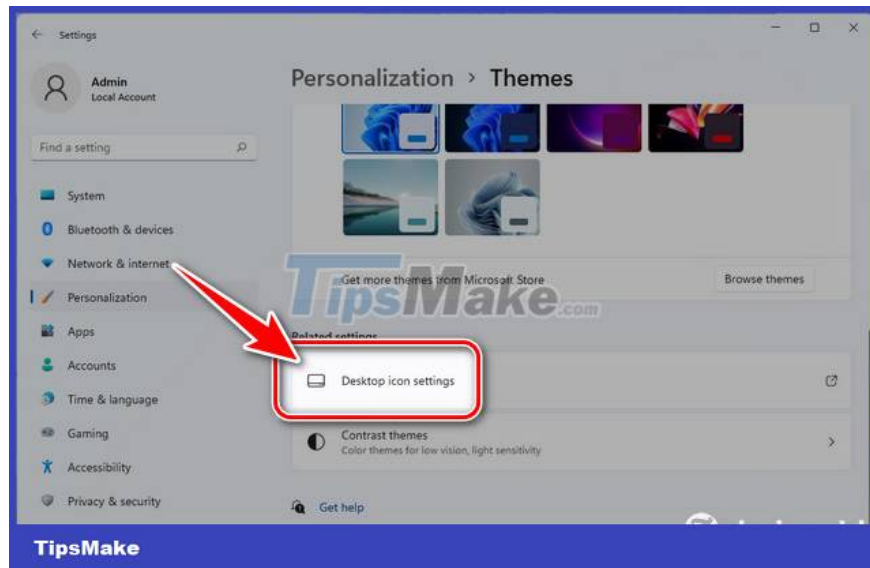 Settings
Admin
Local Account
Find a setting
System
Bluetooth & devices
Network & internet
Personalization
Apps
Accounts
Time & language
Gaming
Accessibility
Privacy & security
Personalization > Themes
Get more themes from Microsoft Store
Browse themes
TipsMake.com
Related settings
Desktop icon settings
Contrast themes
Color themes for low vision, light sensitivity
Get help
TipsMake